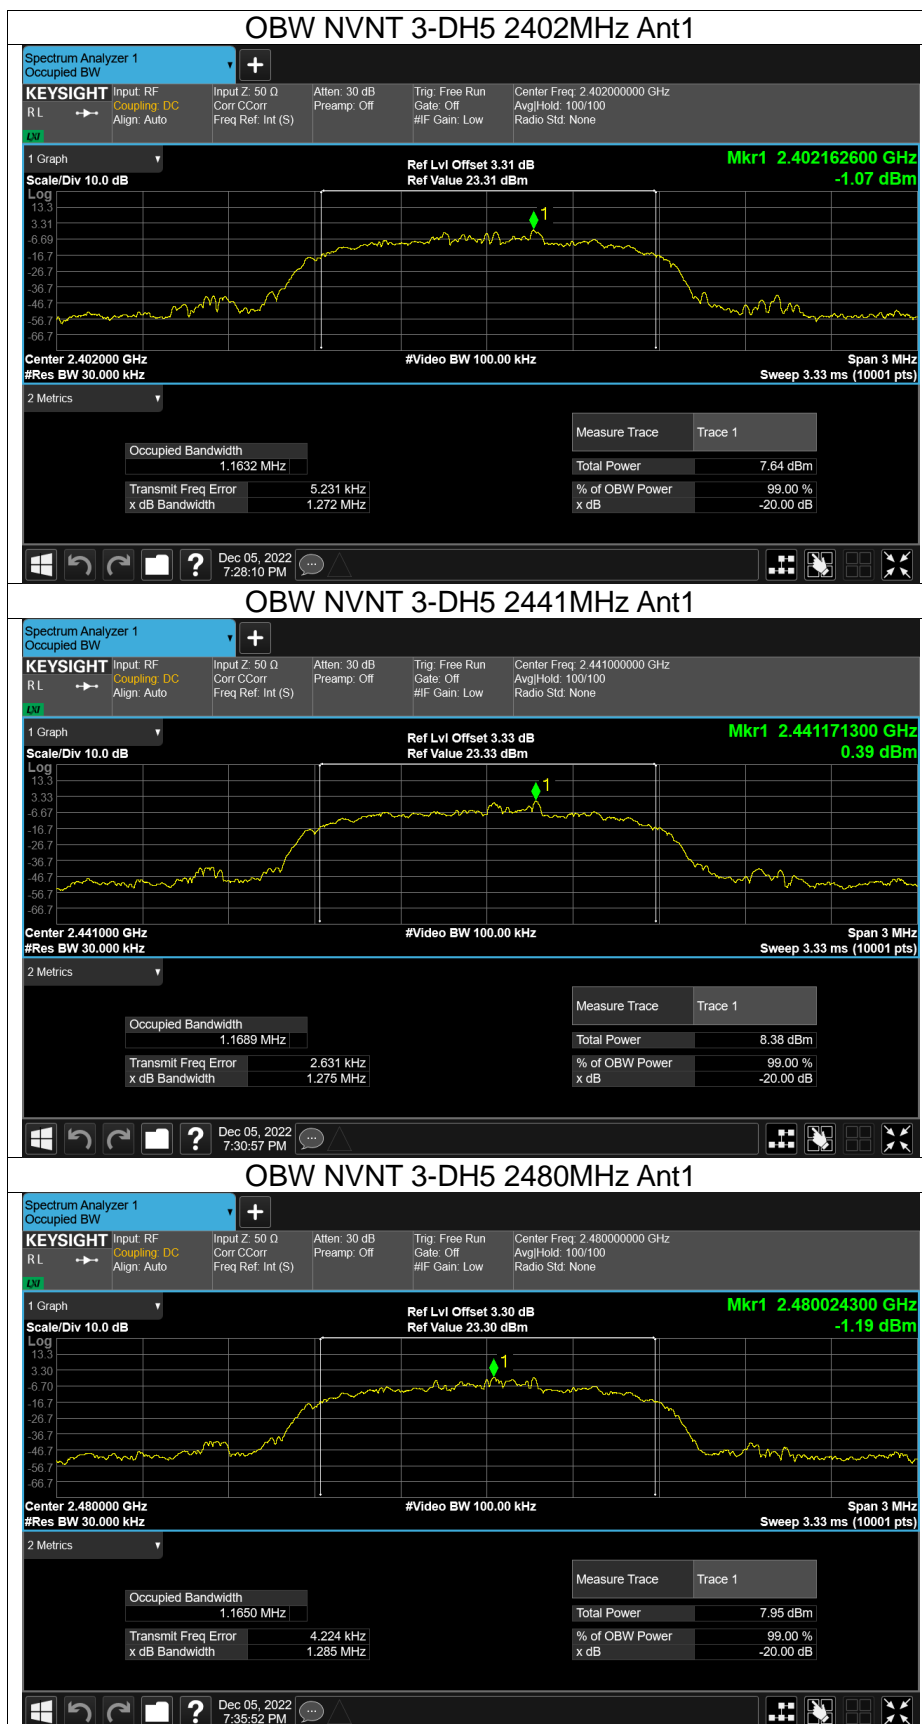 OBW NVNT 3-DH5 2402MHz Ant1
Spectrum Analyzer 1
Occupied BW
▼
+
KEYSIGHT Input: RF Input Z: 50 Ω Atten: 30 dB Trig: Free Run Center Freq: 2.402000000 GHz
R L Coupling: DC Corr CCorr Preamp: Off Gate: Off Avg|Hold: 100/100
Align: Auto Freq Ref: Int (S) #IF Gain: Low Radio Std: None
LXI
1 Graph ▼ Ref Lvl Offset 3.31 dB Mkr1 2.402162600 GHz
Scale/Div 10.0 dB Ref Value 23.31 dBm -1.07 dBm
Log
13.3
1
3.31
-6.69
-16.7
-26.7
-36.7
-46.7
-56.7
-66.7
Center 2.402000 GHz #Video BW 100.00 kHz Span 3 MHz
#Res BW 30.000 kHz Sweep 3.33 ms (10001 pts)
2 Metrics ▼
Measure Trace Trace 1
Occupied Bandwidth
1.1632 MHz Total Power 7.64 dBm
Transmit Freq Error 5.231 kHz % of OBW Power 99.00 %
x dB Bandwidth 1.272 MHz x dB -20.00 dB
? Dec 05, 2022
7:28:10 PM
OBW NVNT 3-DH5 2441MHz Ant1
Spectrum Analyzer 1
Occupied BW
▼
+
KEYSIGHT Input: RF Input Z: 50 Ω Atten: 30 dB Trig: Free Run Center Freq: 2.441000000 GHz
R L Coupling: DC Corr CCorr Preamp: Off Gate: Off Avg|Hold: 100/100
Align: Auto Freq Ref: Int (S) #IF Gain: Low Radio Std: None
LXI
1 Graph ▼ Ref Lvl Offset 3.33 dB Mkr1 2.441171300 GHz
Scale/Div 10.0 dB Ref Value 23.33 dBm 0.39 dBm
Log
13.3
1
3.33
-6.67
-16.7
-26.7
-36.7
-46.7
-56.7
-66.7
Center 2.441000 GHz #Video BW 100.00 kHz Span 3 MHz
#Res BW 30.000 kHz Sweep 3.33 ms (10001 pts)
2 Metrics ▼
Measure Trace Trace 1
Occupied Bandwidth
1.1689 MHz Total Power 8.38 dBm
Transmit Freq Error 2.631 kHz % of OBW Power 99.00 %
x dB Bandwidth 1.275 MHz x dB -20.00 dB
? Dec 05, 2022
7:30:57 PM
OBW NVNT 3-DH5 2480MHz Ant1
Spectrum Analyzer 1
Occupied BW
▼
+
KEYSIGHT Input: RF Input Z: 50 Ω Atten: 30 dB Trig: Free Run Center Freq: 2.480000000 GHz
R L Coupling: DC Corr CCorr Preamp: Off Gate: Off Avg|Hold: 100/100
Align: Auto Freq Ref: Int (S) #IF Gain: Low Radio Std: None
LXI
1 Graph ▼ Ref Lvl Offset 3.30 dB Mkr1 2.480024300 GHz
Scale/Div 10.0 dB Ref Value 23.30 dBm -1.19 dBm
Log
13.3
1
3.30
-6.70
-16.7
-26.7
-36.7
-46.7
-56.7
-66.7
Center 2.480000 GHz #Video BW 100.00 kHz Span 3 MHz
#Res BW 30.000 kHz Sweep 3.33 ms (10001 pts)
2 Metrics ▼
Measure Trace Trace 1
Occupied Bandwidth
1.1650 MHz Total Power 7.95 dBm
Transmit Freq Error 4.224 kHz % of OBW Power 99.00 %
x dB Bandwidth 1.285 MHz x dB -20.00 dB
? Dec 05, 2022
7:35:52 PM